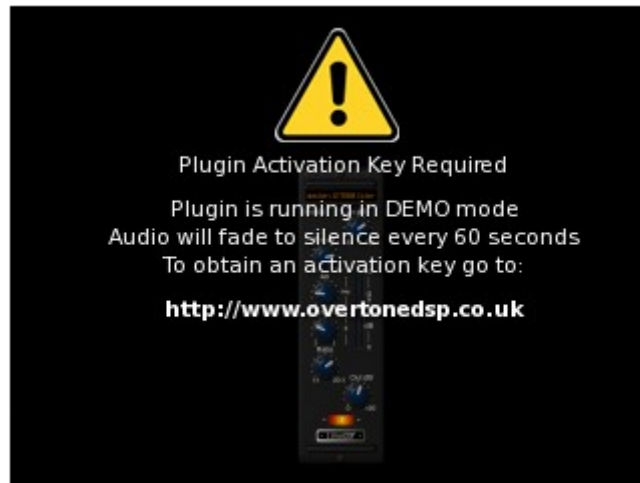 Plugin Activation Key Required
Plugin is running in DEMO mode
Audio will fade to silence every 60 seconds
To obtain an activation key go to:
http://www.overtonedsp.co.uk